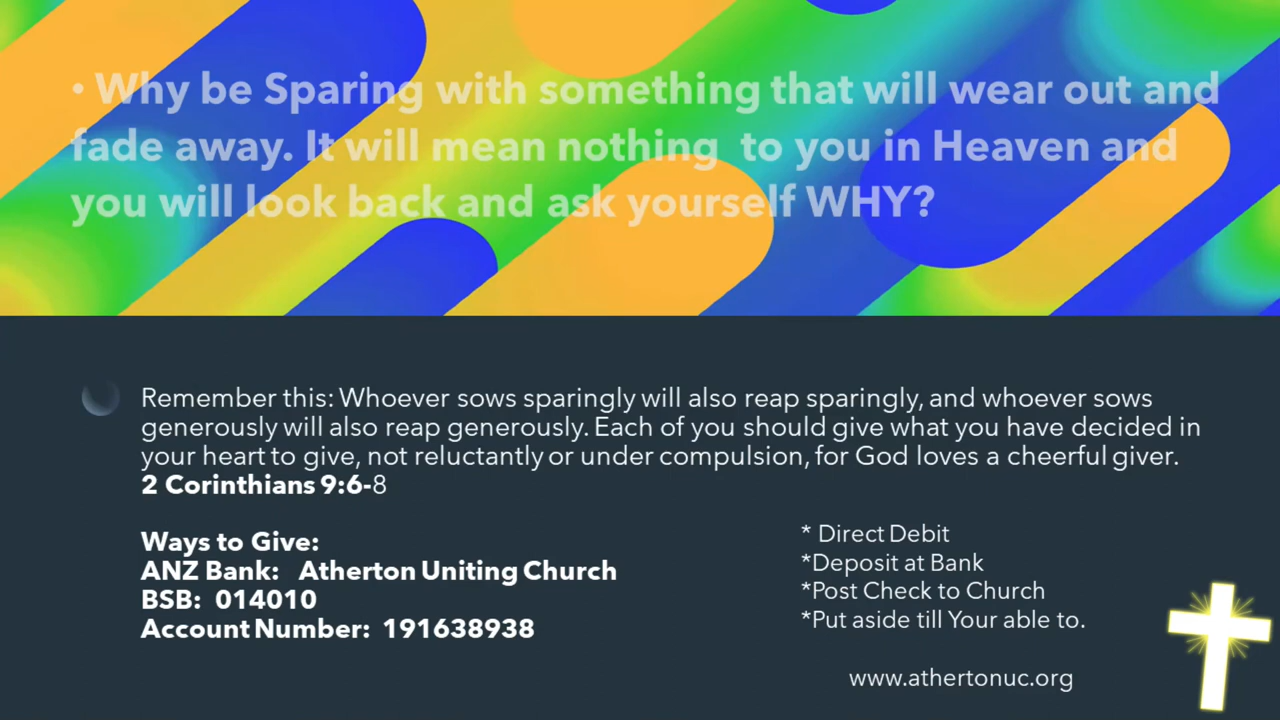 • Why be Sparing with something that will wear out and
fade away. It will mean nothing to you in Heaven and
you will look back and ask yourself WHY?
Remember this: Whoever sows sparingly will also reap sparingly, and whoever sows
generously will also reap generously. Each of you should give what you have decided in
your heart to give, not reluctantly or under compulsion, for God loves a cheerful giver.
2 Corinthians 9:6-8
Ways to Give:
ANZ Bank: Atherton Uniting Church
BSB: 014010
Account Number: 191638938
* Direct Debit
*Deposit at Bank
*Post Check to Church
*Put aside till Your able to.
www.athertonuc.org